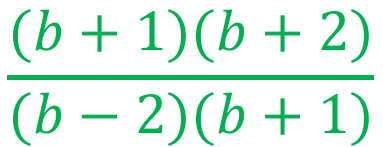 (b + 1)(b + 2)
(b − 2)(b + 1)